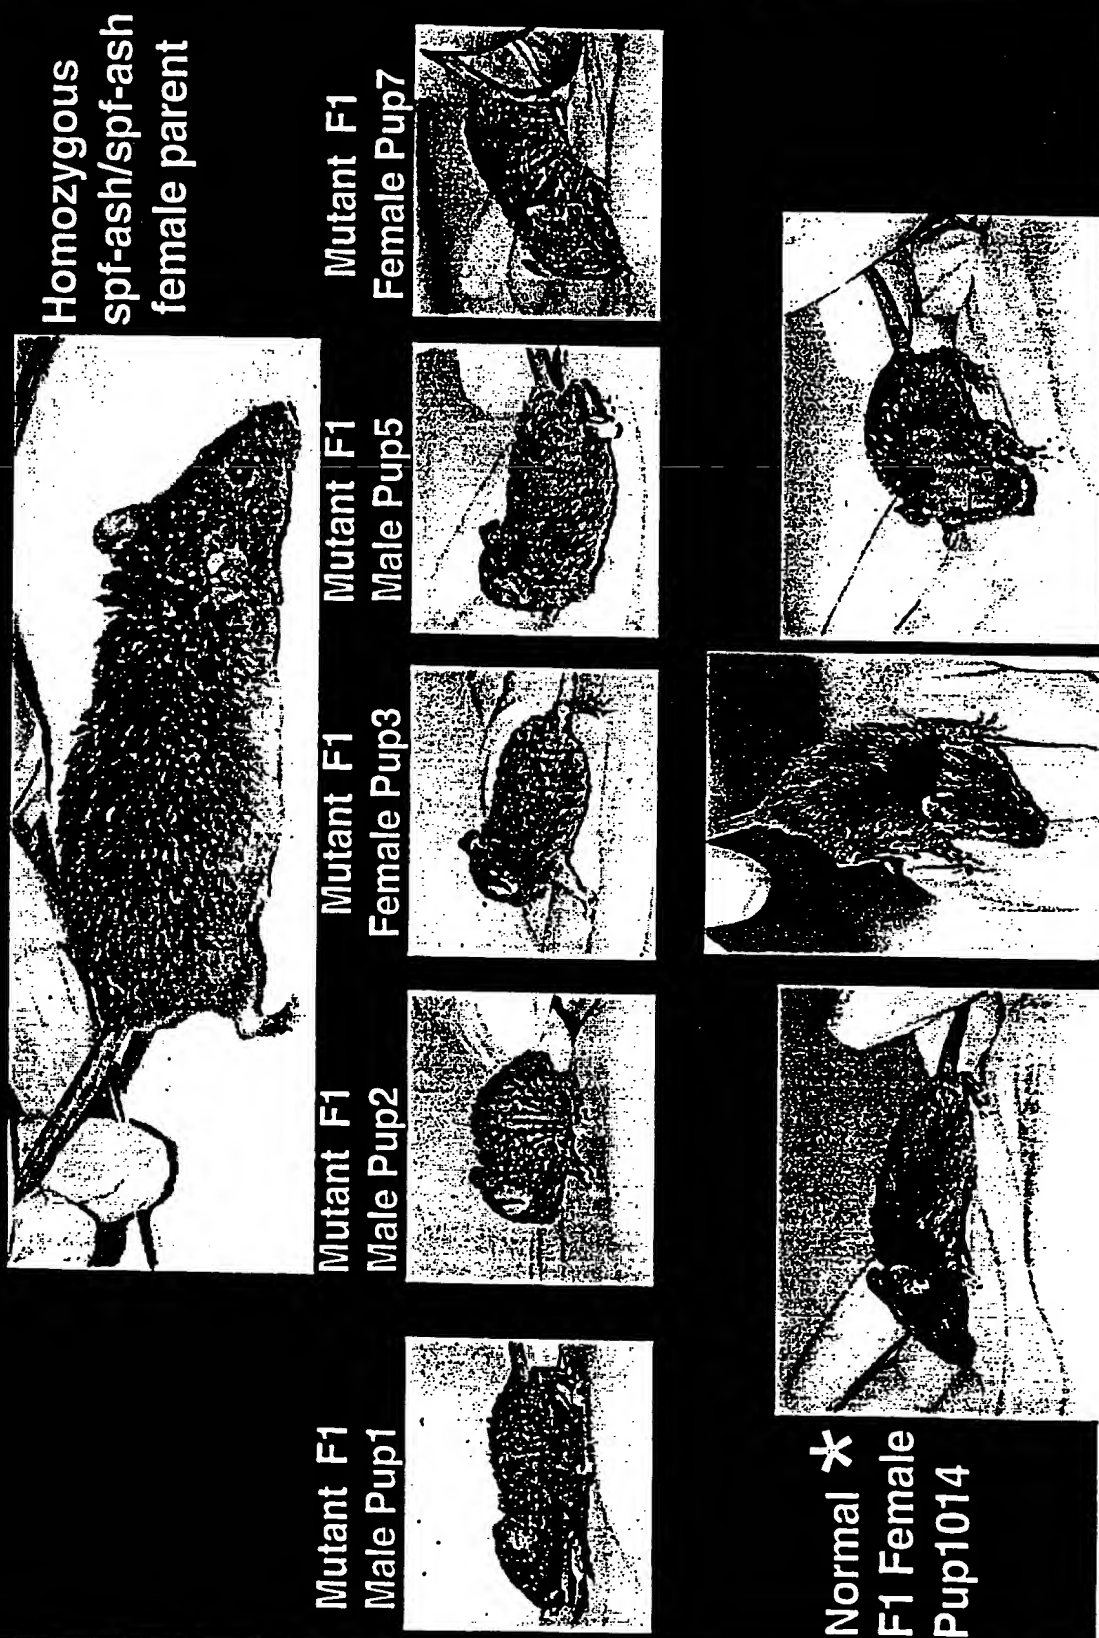 Homozygous
spf-ash/spf-ash
female parent
Mutant F1
Male Pup1
Mutant F1
Male Pup2
Mutant F1
Female Pup3
Mutant F1
Male Pup5
Mutant F1
Female Pup7
Normal *
F1 Female
Pup1014